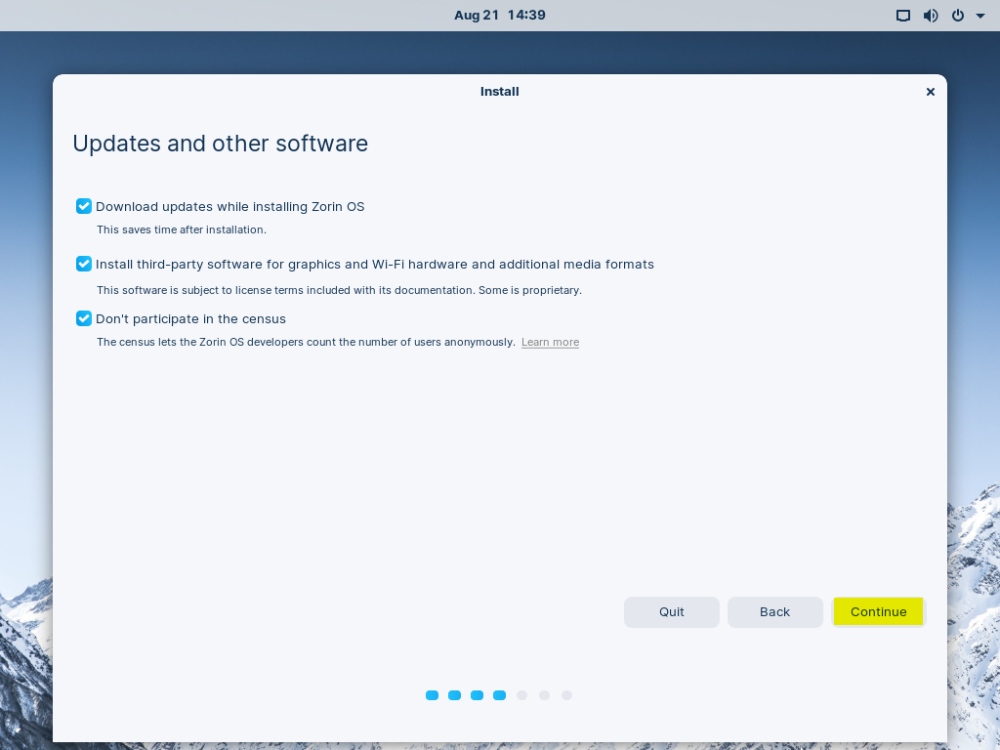 Aug 21 14:39
Install
Updates and other software
Download updates while installing Zorin OS
This saves time after installation.
Install third-party software for graphics and Wi-Fi hardware and additional media formats
This software is subject to license terms included with its documentation. Some is proprietary.
Don't participate in the census
The census lets the Zorin OS developers count the number of users anonymously. Learn more
Quit Back Continue